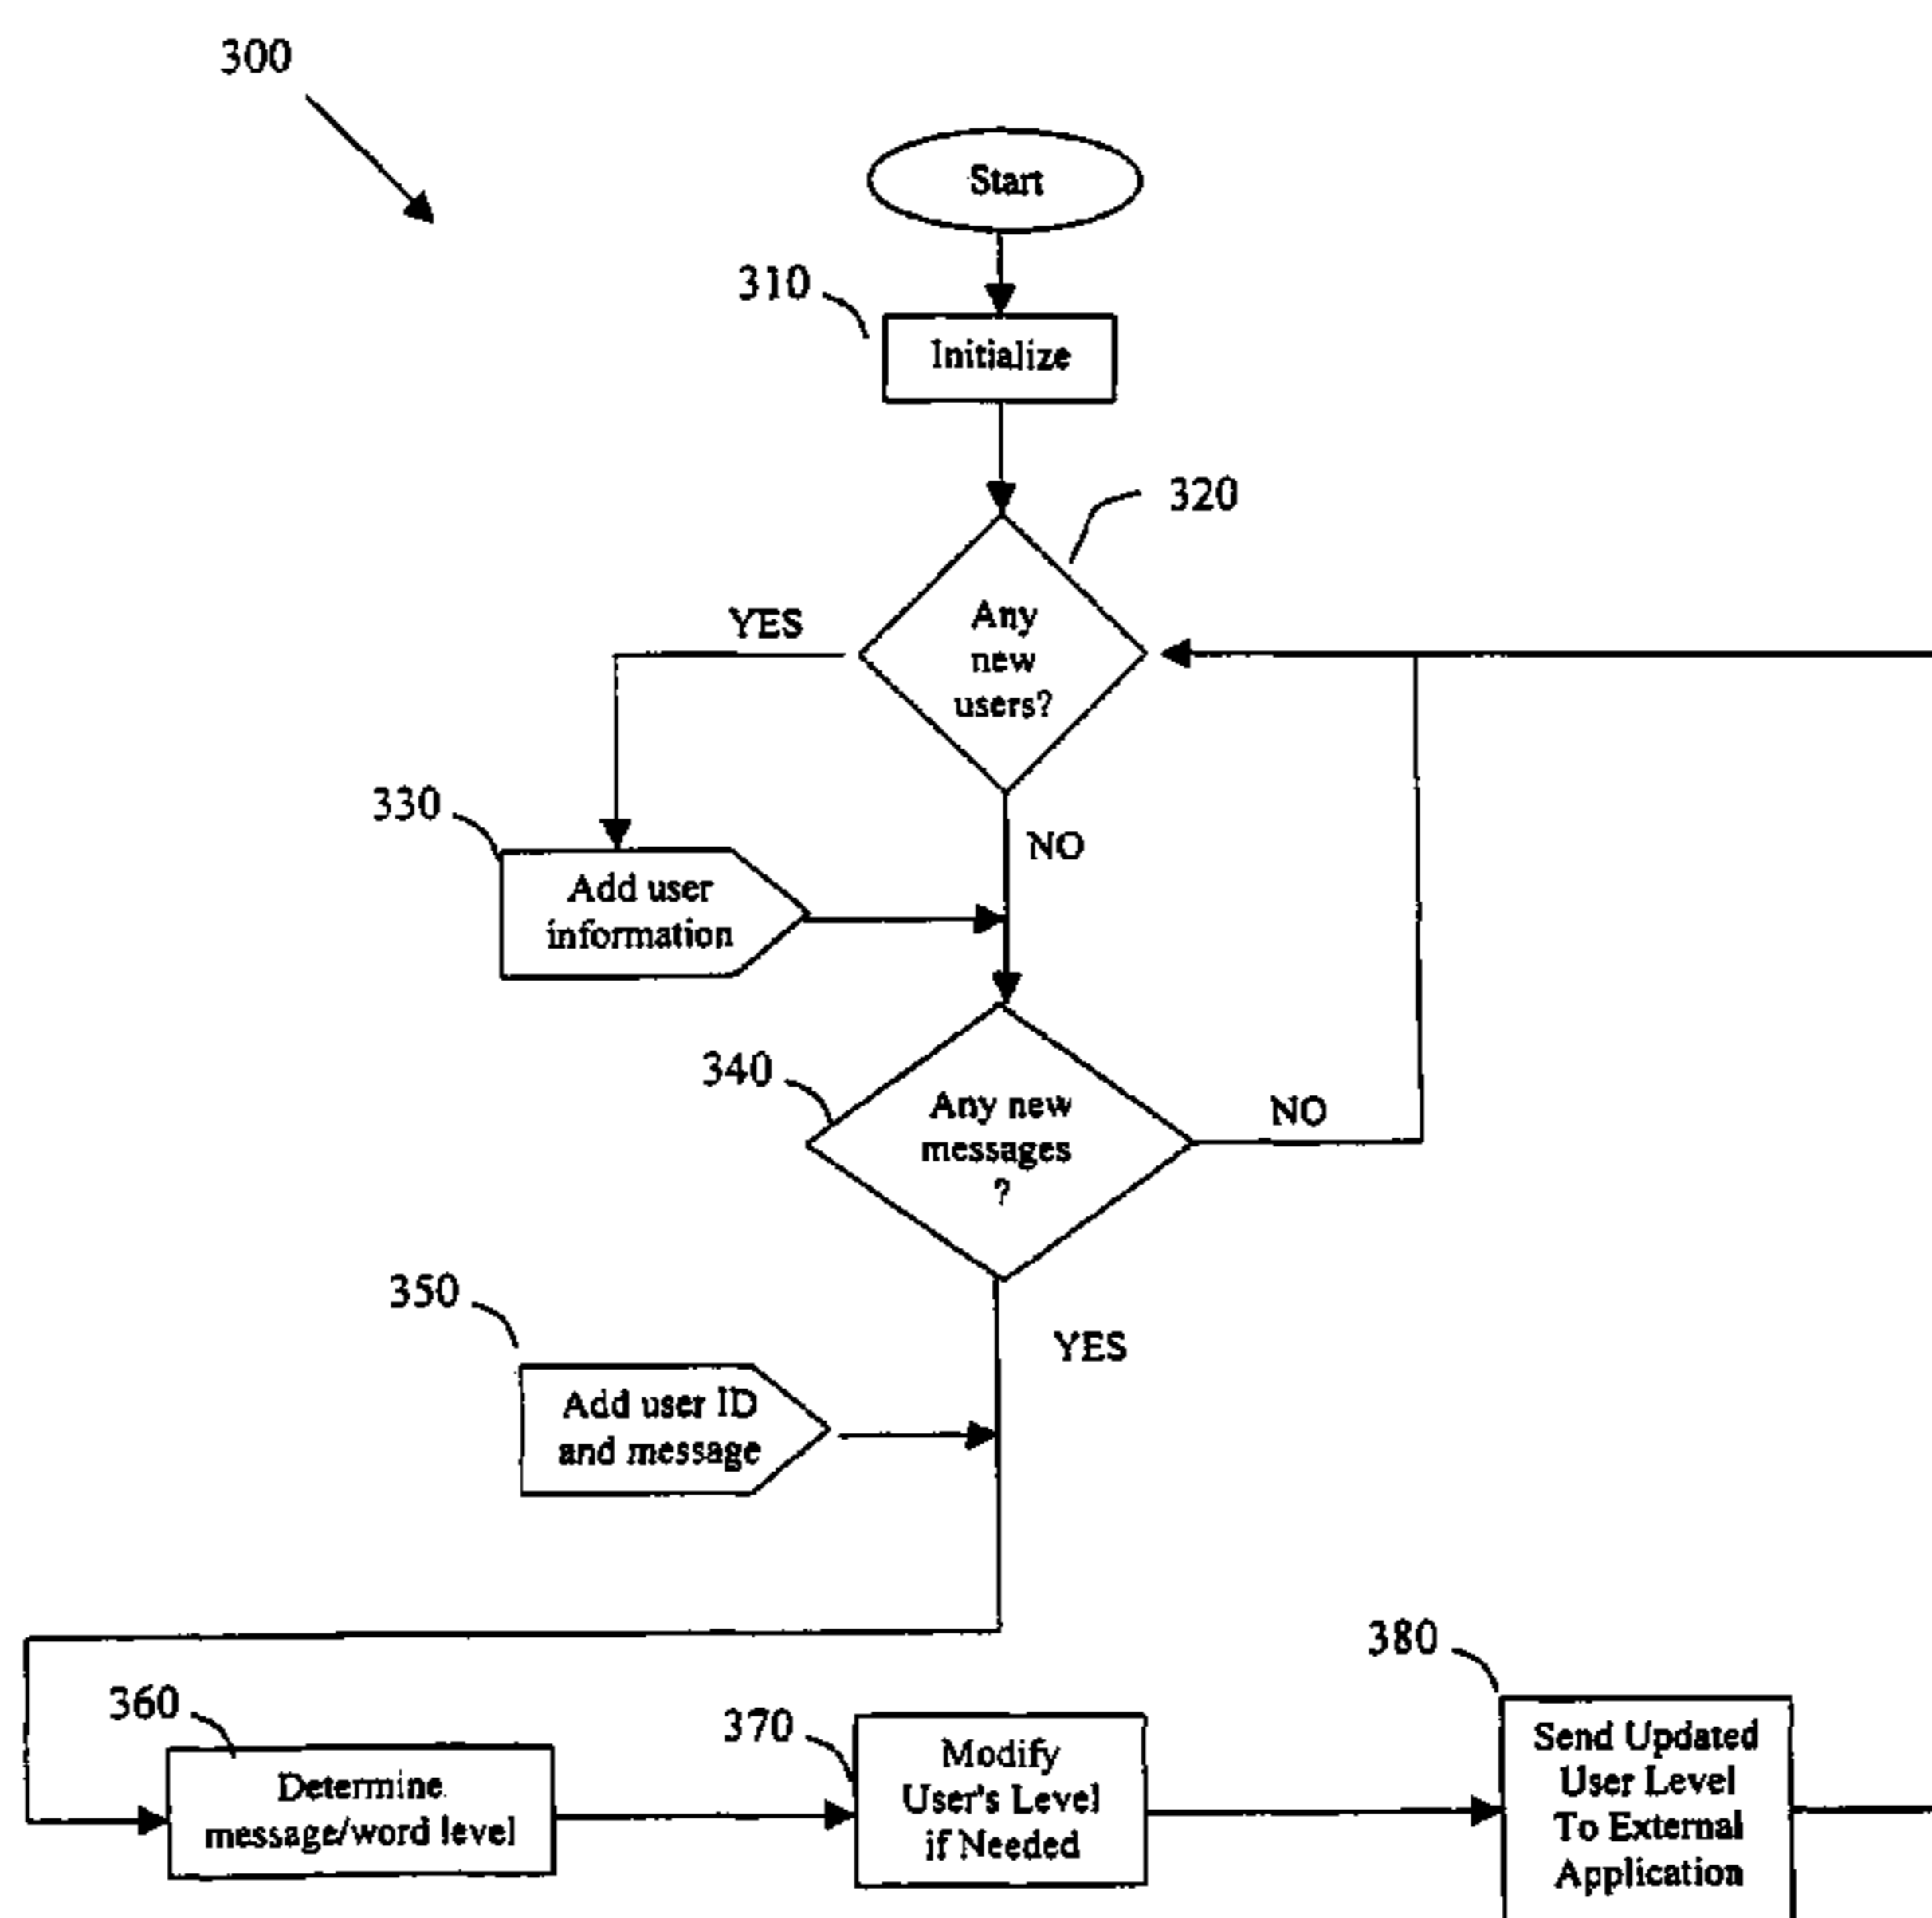 300
Start
310
Initialize
320
YES
Any
new
users?
330
NO
Add user
information
340
Any new
messages
?
NO
350
YES
Add user ID
and message
360
Determine
message/word level
370
Modify
User's Level
if Needed
380
Send Updated
User Level
To External
Application